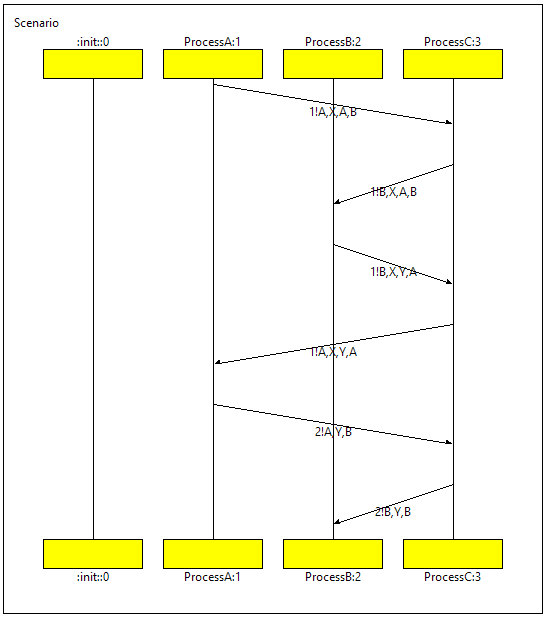 Scenario
:init::0 ProcessA:1 ProcessB:2 ProcessC:3
1!A,X,A,B
1!B,X,A,B
1!B,X,Y,A
1!A,X,Y,A
2!A,Y,B
2!B,Y,B
:init::0 ProcessA:1 ProcessB:2 ProcessC:3